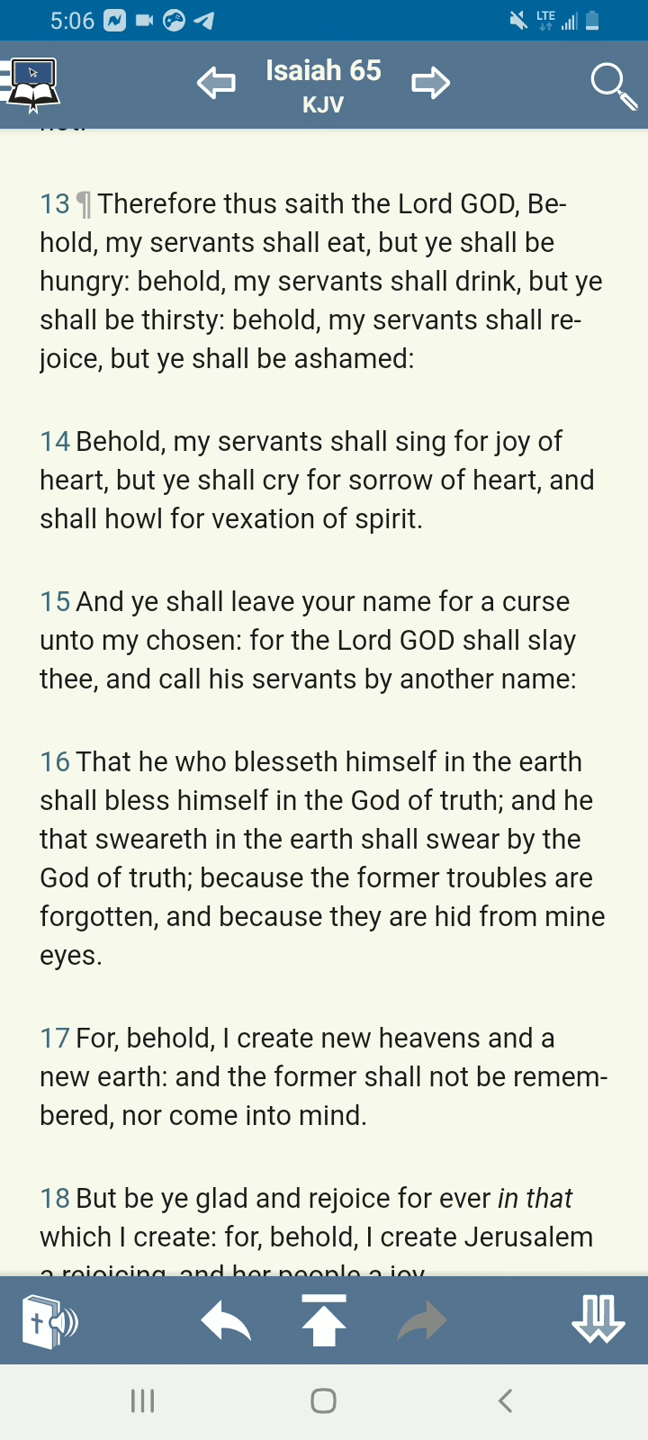 5:06 LTE
Isaiah 65
KJV
not.
13 ¶ Therefore thus saith the Lord GOD, Be-
hold, my servants shall eat, but ye shall be
hungry: behold, my servants shall drink, but ye
shall be thirsty: behold, my servants shall re-
joice, but ye shall be ashamed:
14 Behold, my servants shall sing for joy of
heart, but ye shall cry for sorrow of heart, and
shall howl for vexation of spirit.
15 And ye shall leave your name for a curse
unto my chosen: for the Lord GOD shall slay
thee, and call his servants by another name:
16 That he who blesseth himself in the earth
shall bless himself in the God of truth; and he
that sweareth in the earth shall swear by the
God of truth; because the former troubles are
forgotten, and because they are hid from mine
eyes.
17 For, behold, I create new heavens and a
new earth: and the former shall not be remem-
bered, nor come into mind.
18 But be ye glad and rejoice for ever in that
which I create: for, behold, I create Jerusalem
a rejoicing, and her people a joy.